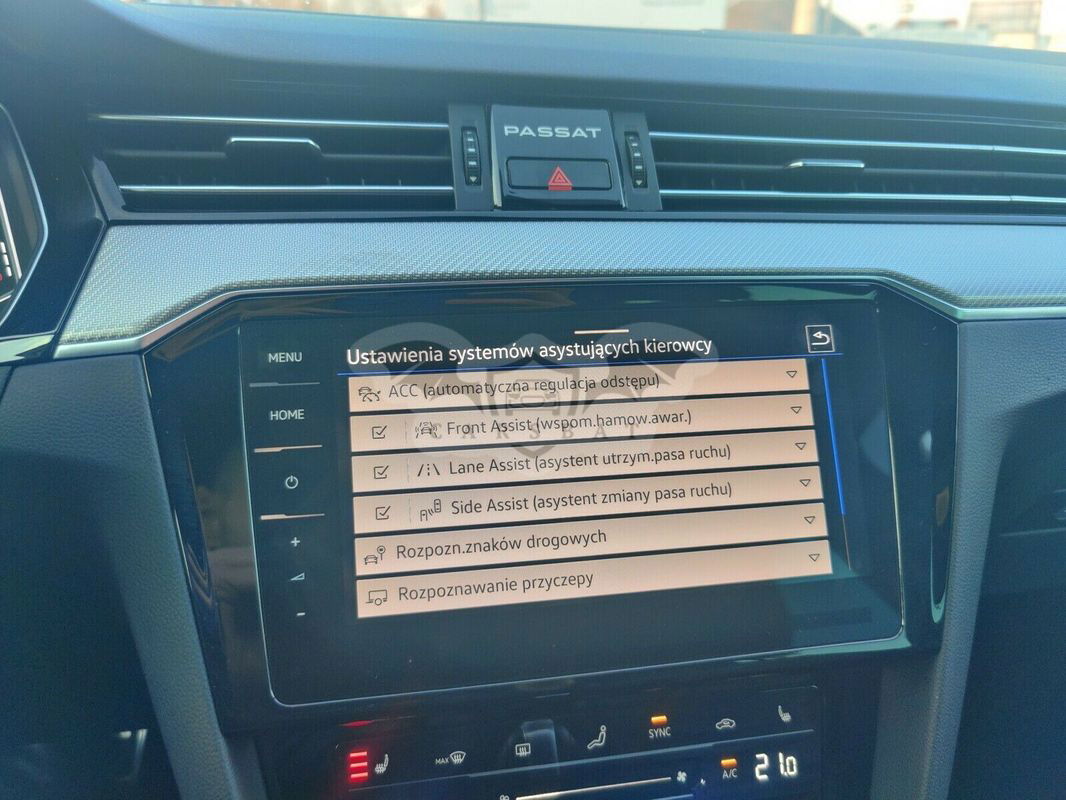 PASSAT
MENU
HOME
+
-
Ustawienia systemów asystujących kierowcy
ACC (automatyczna regulacja odstępu)
Front Assist (wspom.hamow.awar.)
Lane Assist (asystent utrzym.pasa ruchu)
Side Assist (asystent zmiany pasa ruchu)
Rozpozn.znaków drogowych
Rozpoznawanie przyczepy
CARSBAT
MAX
SYNC
A/C
21.0